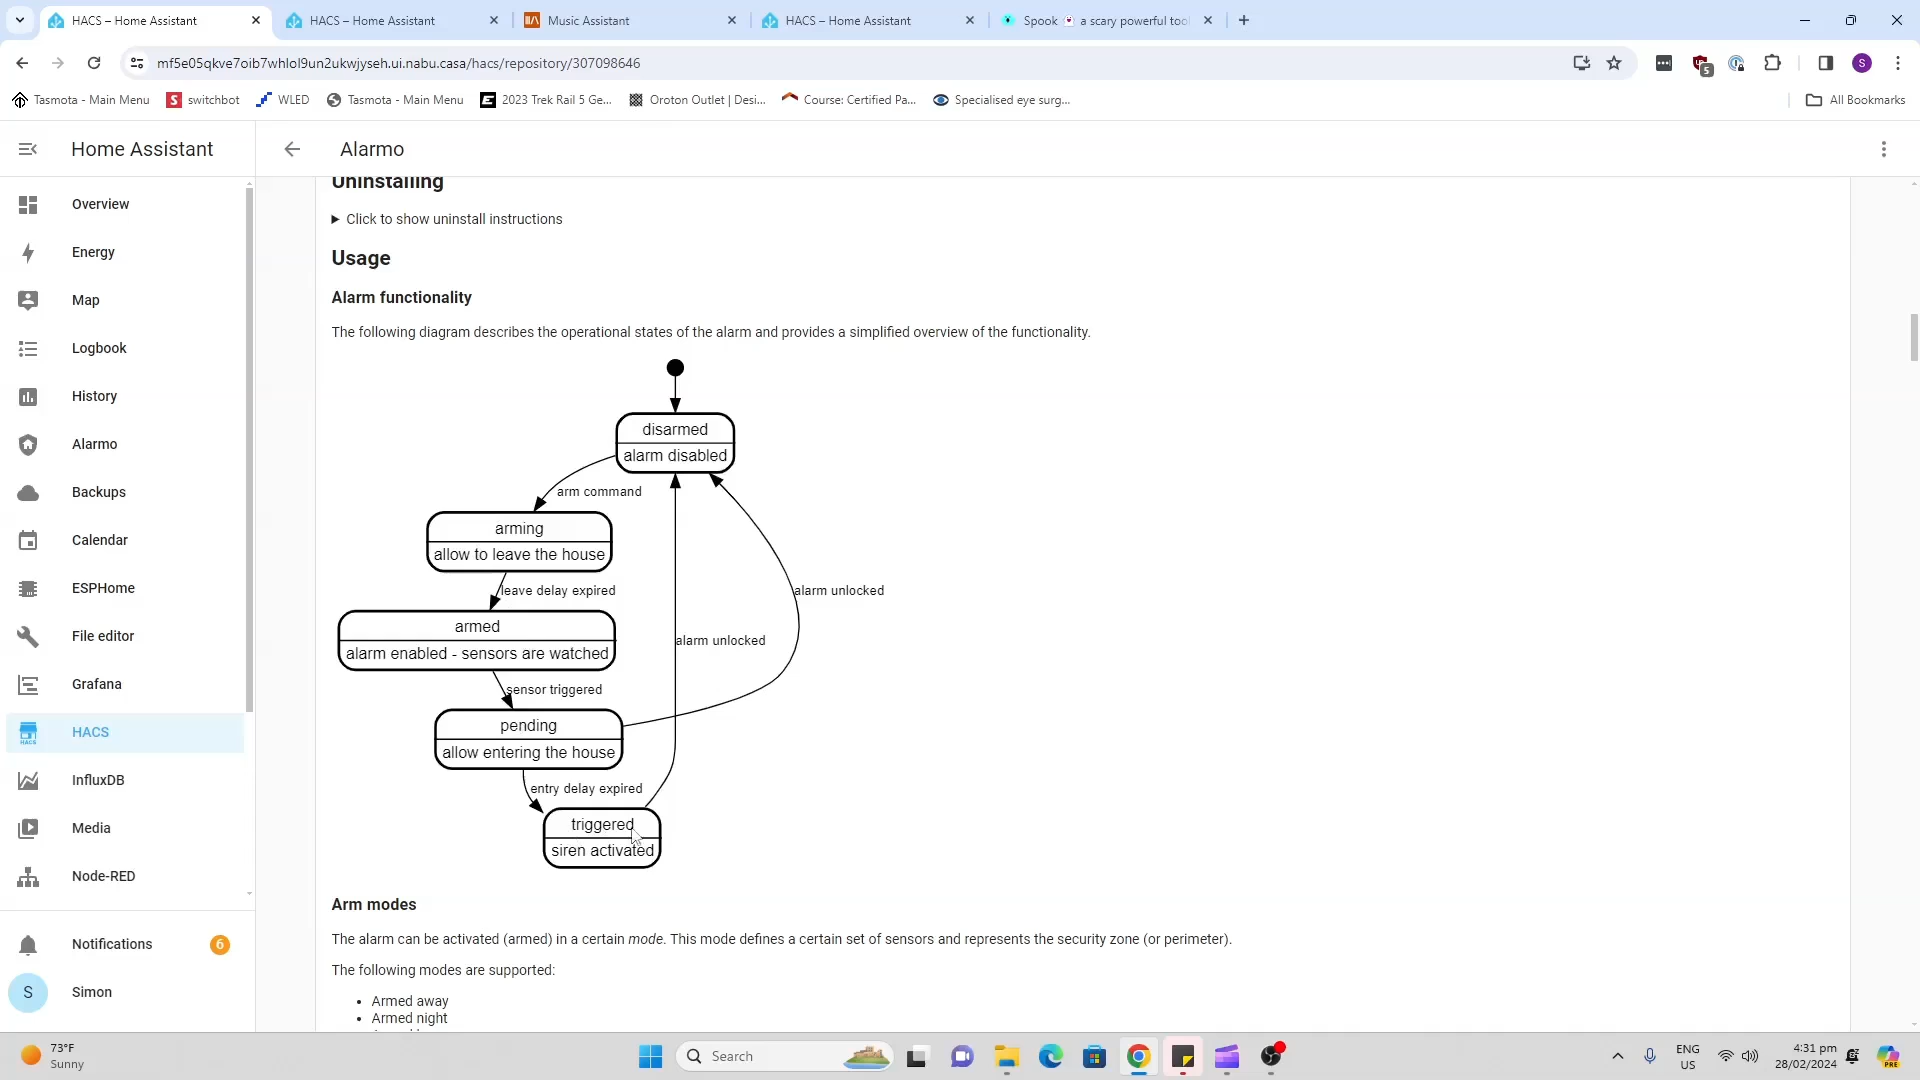 HACS – Home Assistant
HACS – Home Assistant
Music Assistant
HACS – Home Assistant
Spook a scary powerful tool
mf5e05qkve7oib7whlol9un2ukwjyseh.ui.nabu.casa/hacs/repository/307098646
5
S
Tasmota - Main Menu
switchbot
WLED
Tasmota - Main Menu
2023 Trek Rail 5 Ge...
Oroton Outlet | Desi...
Course: Certified Pa...
Specialised eye surg...
All Bookmarks
Home Assistant
Alarmo
Overview
Energy
Map
Logbook
History
Alarmo
Backups
Calendar
ESPHome
File editor
Grafana
HACS
HACS
InfluxDB
Media
Node-RED
Notifications
6
S
Simon
Uninstalling
Click to show uninstall instructions
Usage
Alarm functionality
The following diagram describes the operational states of the alarm and provides a simplified overview of the functionality.
disarmed
alarm disabled
arm command
arming
allow to leave the house
leave delay expired
alarm unlocked
armed
alarm enabled - sensors are watched
alarm unlocked
sensor triggered
pending
allow entering the house
entry delay expired
triggered
siren activated
Arm modes
The alarm can be activated (armed) in a certain mode. This mode defines a certain set of sensors and represents the security zone (or perimeter).
The following modes are supported:
Armed away
Armed night
73°F
Sunny
Search
ENG
US
4:31 pm
28/02/2024
PRE